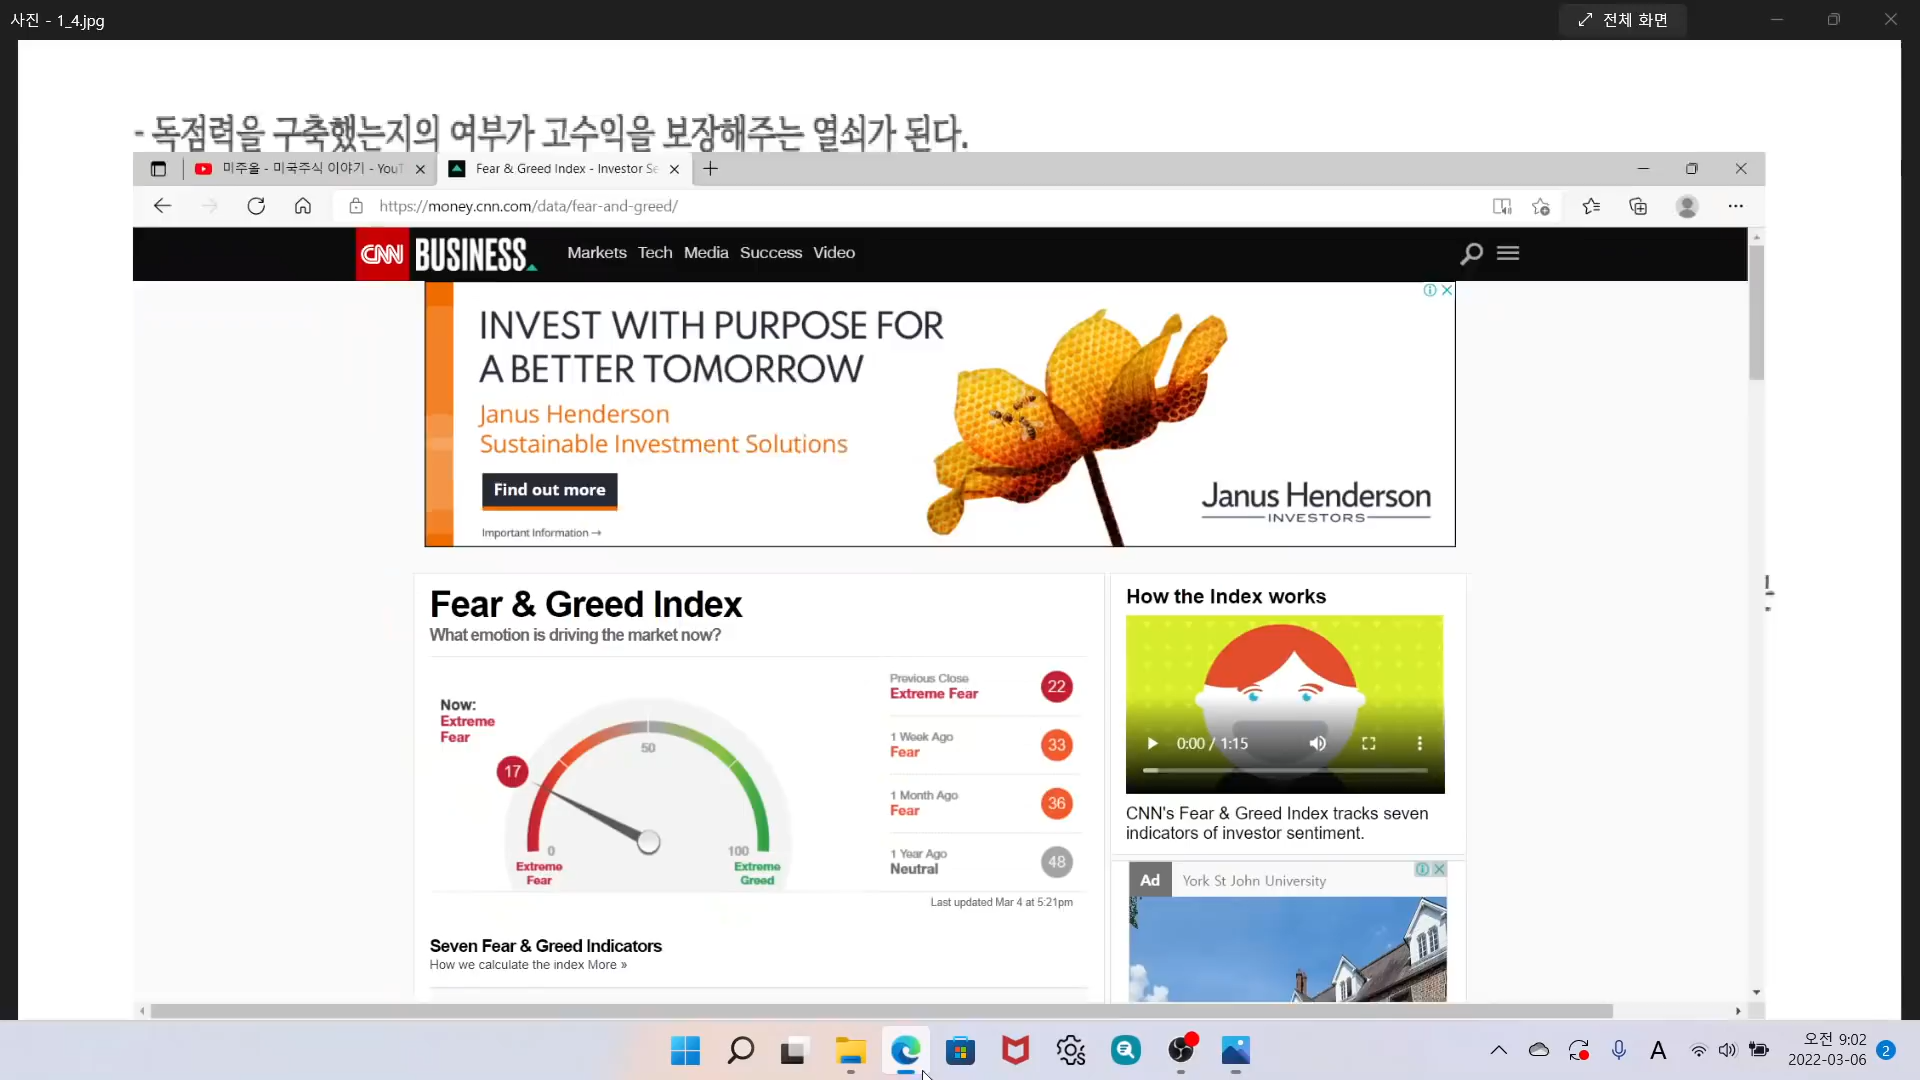 사진 - 1_4.jpg
전체 화면
- 독점력을 구축했는지의 여부가 고수익을 보장해주는 열쇠가 된다.
미주올 - 미국주식 이야기 - YouT
Fear & Greed Index - Investor Se
https://money.cnn.com/data/fear-and-greed/
CNN BUSINESS
Markets Tech Media Success Video
INVEST WITH PURPOSE FOR
A BETTER TOMORROW
Janus Henderson
Sustainable Investment Solutions
Find out more
Important Information →
Janus Henderson
INVESTORS
Fear & Greed Index
What emotion is driving the market now?
Now:
Extreme
Fear
17
50
0
100
Extreme
Fear
Extreme
Greed
Previous Close
Extreme Fear
22
1 Week Ago
Fear
33
1 Month Ago
Fear
36
1 Year Ago
Neutral
48
Last updated Mar 4 at 5:21pm
Seven Fear & Greed Indicators
How we calculate the index More »
How the Index works
0:00 / 1:15
CNN's Fear & Greed Index tracks seven
indicators of investor sentiment.
Ad
York St John University
A
오전 9:02
2022-03-06
2